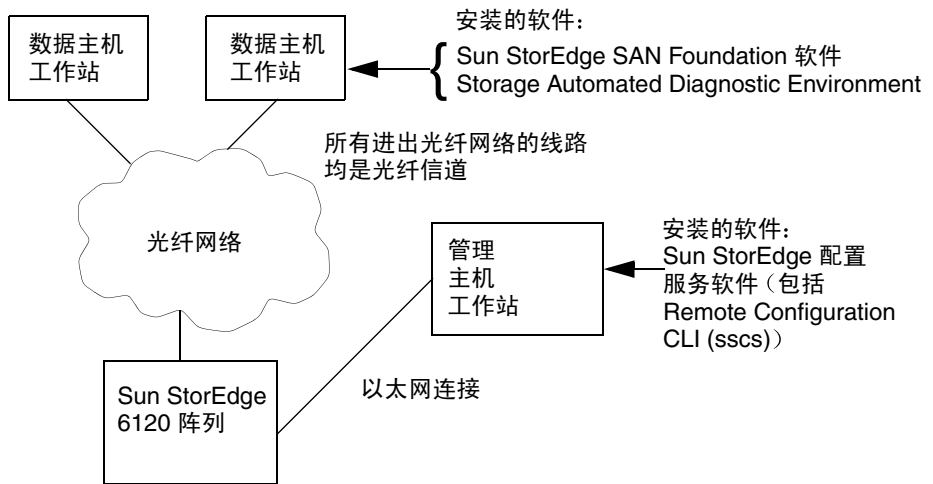 安装的软件：
数据主机
工作站
数据主机
工作站
Sun StorEdge SAN Foundation 软件
Storage Automated Diagnostic Environment
所有进出光纤网络的线路
均是光纤信道
光纤网络
管理
主机
工作站
安装的软件：
Sun StorEdge 配置
服务软件（包括
Remote Configuration
CLI (sscs)）
以太网连接
Sun StorEdge
6120 阵列